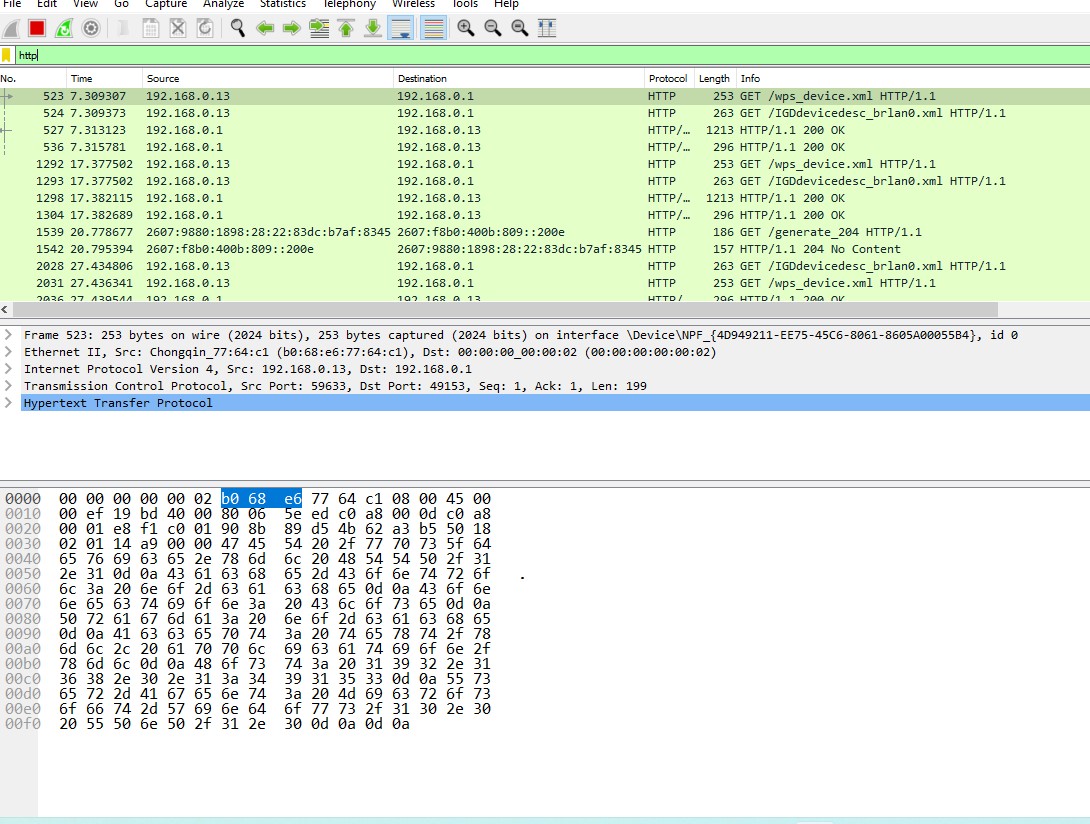 File Edit View Go Capture Analyze Statistics Telephony Wireless Tools Help
http
No. Time Source Destination Protocol Length Info
523 7.309307 192.168.0.13 192.168.0.1 HTTP 253 GET /wps_device.xml HTTP/1.1
524 7.309373 192.168.0.13 192.168.0.1 HTTP 263 GET /IGDdevicedesc_brlan0.xml HTTP/1.1
527 7.313123 192.168.0.1 192.168.0.13 HTTP/… 1213 HTTP/1.1 200 OK
536 7.315781 192.168.0.1 192.168.0.13 HTTP/… 296 HTTP/1.1 200 OK
1292 17.377502 192.168.0.13 192.168.0.1 HTTP 253 GET /wps_device.xml HTTP/1.1
1293 17.377502 192.168.0.13 192.168.0.1 HTTP 263 GET /IGDdevicedesc_brlan0.xml HTTP/1.1
1298 17.382115 192.168.0.1 192.168.0.13 HTTP/… 1213 HTTP/1.1 200 OK
1304 17.382689 192.168.0.1 192.168.0.13 HTTP/… 296 HTTP/1.1 200 OK
1539 20.778677 2607:9880:1898:28:22:83dc:b7af:8345 2607:f8b0:400b:809::200e HTTP 186 GET /generate_204 HTTP/1.1
1542 20.795394 2607:f8b0:400b:809::200e 2607:9880:1898:28:22:83dc:b7af:8345 HTTP 157 HTTP/1.1 204 No Content
2028 27.434806 192.168.0.13 192.168.0.1 HTTP 263 GET /IGDdevicedesc_brlan0.xml HTTP/1.1
2031 27.436341 192.168.0.13 192.168.0.1 HTTP 253 GET /wps_device.xml HTTP/1.1
2036 27.439544 192.168.0.1 192.168.0.13 HTTP/ 296 HTTP/1.1 200 OK
Frame 523: 253 bytes on wire (2024 bits), 253 bytes captured (2024 bits) on interface \Device\NPF_{4D949211-EE75-45C6-8061-8605A00055B4}, id 0
Ethernet II, Src: Chongqin_77:64:c1 (b0:68:e6:77:64:c1), Dst: 00:00:00_00:00:02 (00:00:00:00:00:02)
Internet Protocol Version 4, Src: 192.168.0.13, Dst: 192.168.0.1
Transmission Control Protocol, Src Port: 59633, Dst Port: 49153, Seq: 1, Ack: 1, Len: 199
Hypertext Transfer Protocol
0000 00 00 00 00 00 02 b0 68 e6 77 64 c1 08 00 45 00
0010 00 ef 19 bd 40 00 80 06 5e ed c0 a8 00 0d c0 a8
0020 00 01 e8 f1 c0 01 90 8b 89 d5 4b 62 a3 b5 50 18
0030 02 01 14 a9 00 00 47 45 54 20 2f 77 70 73 5f 64
0040 65 76 69 63 65 2e 78 6d 6c 20 48 54 54 50 2f 31
0050 2e 31 0d 0a 43 61 63 68 65 2d 43 6f 6e 74 72 6f .
0060 6c 3a 20 6e 6f 2d 63 61 63 68 65 0d 0a 43 6f 6e
0070 6e 65 63 74 69 6f 6e 3a 20 43 6c 6f 73 65 0d 0a
0080 50 72 61 67 6d 61 3a 20 6e 6f 2d 63 61 63 68 65
0090 0d 0a 41 63 63 65 70 74 3a 20 74 65 78 74 2f 78
00a0 6d 6c 2c 20 61 70 70 6c 69 63 61 74 69 6f 6e 2f
00b0 78 6d 6c 0d 0a 48 6f 73 74 3a 20 31 39 32 2e 31
00c0 36 38 2e 30 2e 31 3a 34 39 31 35 33 0d 0a 55 73
00d0 65 72 2d 41 67 65 6e 74 3a 20 4d 69 63 72 6f 73
00e0 6f 66 74 2d 57 69 6e 64 6f 77 73 2f 31 30 2e 30
00f0 20 55 50 6e 50 2f 31 2e 30 0d 0a 0d 0a